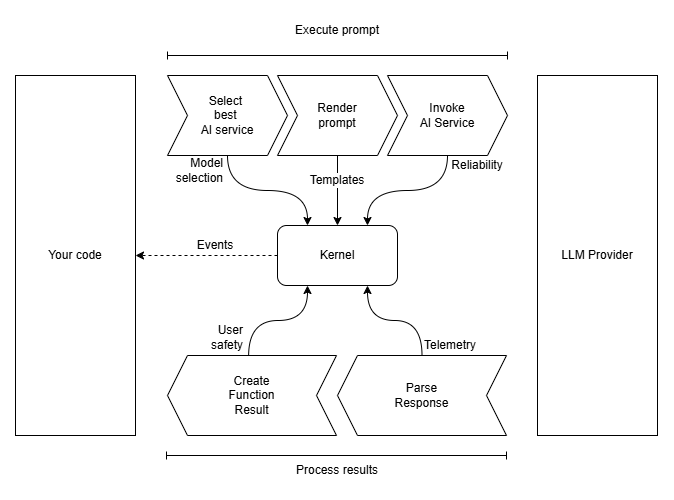 Execute prompt
Select
best
AI service
Render
prompt
Invoke
AI Service
Model
selection
Templates
Reliability
Your code
Events
Kernel
LLM Provider
User
safety
Telemetry
Create
Function
Result
Parse
Response
Process results